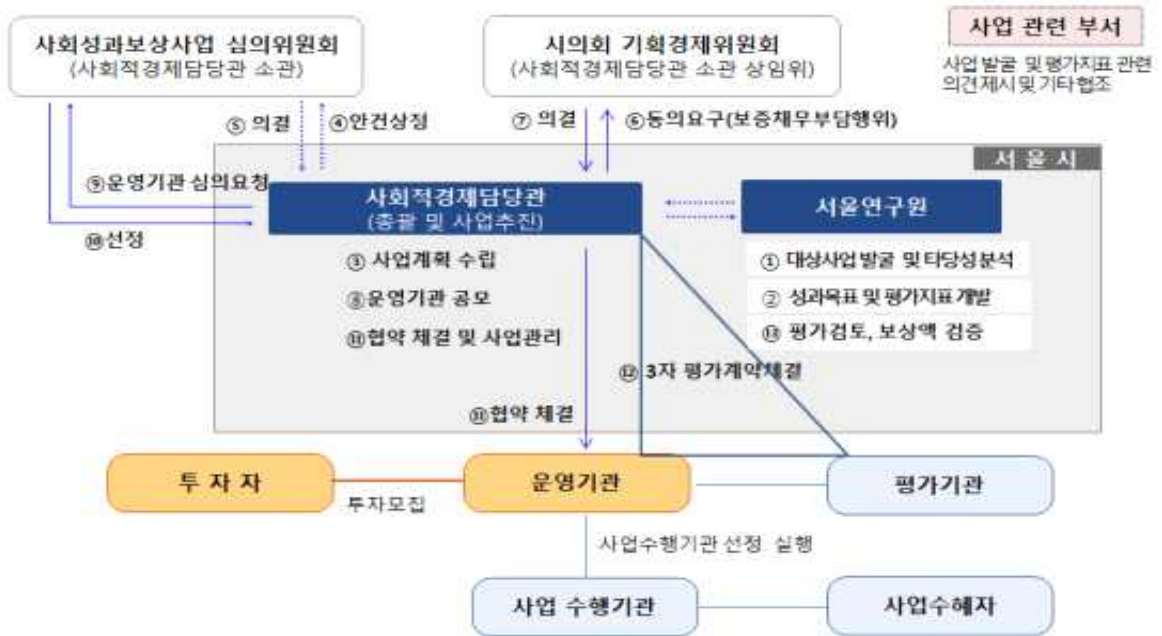 사회성과보상사업 심의위원회
(사회적경제담당관 소관)
시의회 기획경제위원회
(사회적경제담당관 소관 상임위)
사업 관련 부서
사업 발굴 및 평가지표 관련
의견 제시 및 기타 협조
⑤ 의결
④안건상정
⑦ 의결
⑥동의요구(보증채무부담행위)
서 울 시
⑨운영기관 심의요청
⑩선정
사회적경제담당관
(총괄 및 사업추진)
서울연구원
③ 사업계획 수립
⑧운영기관 공모
⑪협약 체결 및 사업관리
① 대상사업 발굴 및 타당성분석
② 성과목표 및 평가지표 개발
⑬ 평가검토, 보상액 검증
⑫ 3자 평가계약체결
⑪협약 체결
투 자 자
투자모집
운영기관
평가기관
사업수행기관 선정 실행
사업 수행기관
사업수혜자